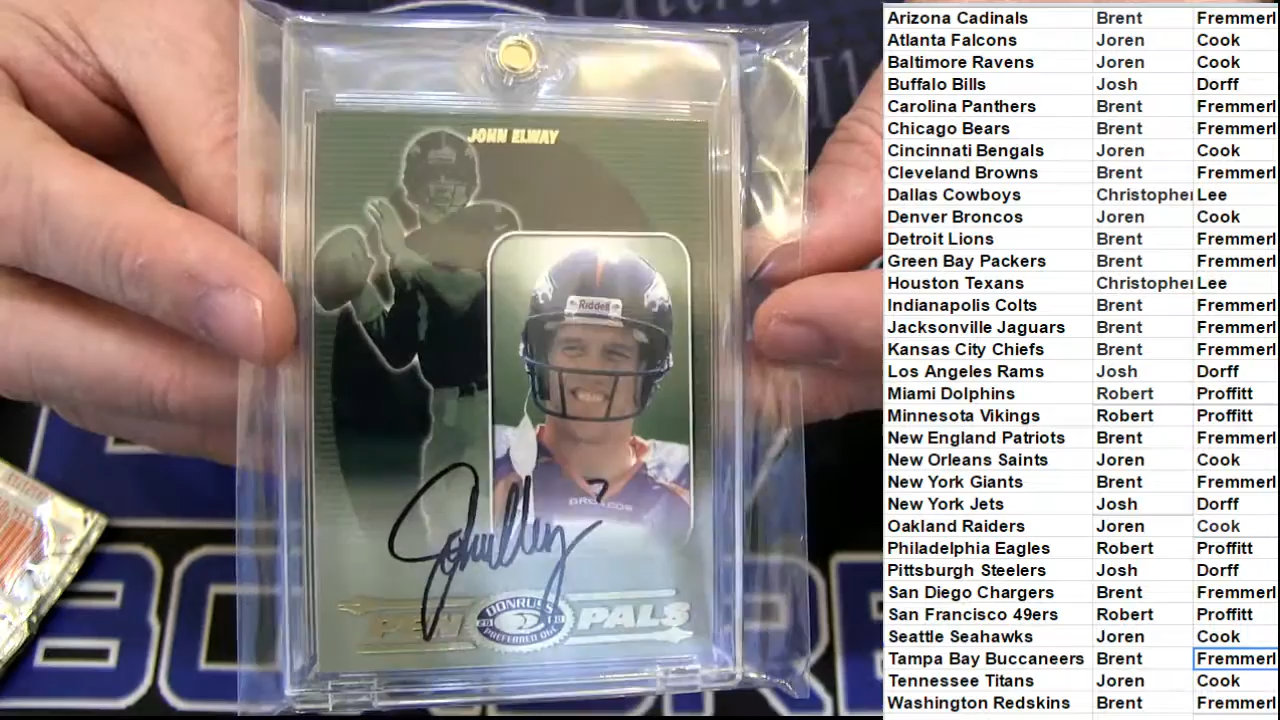 JOHN ELWAY
Riddell
BRONCOS
John Elway 7
PEN PALS
DONRUSS
PREFERRED
Arizona Cadinals Brent Fremmerl
Atlanta Falcons Joren Cook
Baltimore Ravens Joren Cook
Buffalo Bills Josh Dorff
Carolina Panthers Brent Fremmerl
Chicago Bears Brent Fremmerl
Cincinnati Bengals Joren Cook
Cleveland Browns Brent Fremmerl
Dallas Cowboys Christopher Lee
Denver Broncos Joren Cook
Detroit Lions Brent Fremmerl
Green Bay Packers Brent Fremmerl
Houston Texans Christopher Lee
Indianapolis Colts Brent Fremmerl
Jacksonville Jaguars Brent Fremmerl
Kansas City Chiefs Brent Fremmerl
Los Angeles Rams Josh Dorff
Miami Dolphins Robert Proffitt
Minnesota Vikings Robert Proffitt
New England Patriots Brent Fremmerl
New Orleans Saints Joren Cook
New York Giants Brent Fremmerl
New York Jets Josh Dorff
Oakland Raiders Joren Cook
Philadelphia Eagles Robert Proffitt
Pittsburgh Steelers Josh Dorff
San Diego Chargers Brent Fremmerl
San Francisco 49ers Robert Proffitt
Seattle Seahawks Joren Cook
Tampa Bay Buccaneers Brent Fremmerl
Tennessee Titans Joren Cook
Washington Redskins Brent Fremmerl